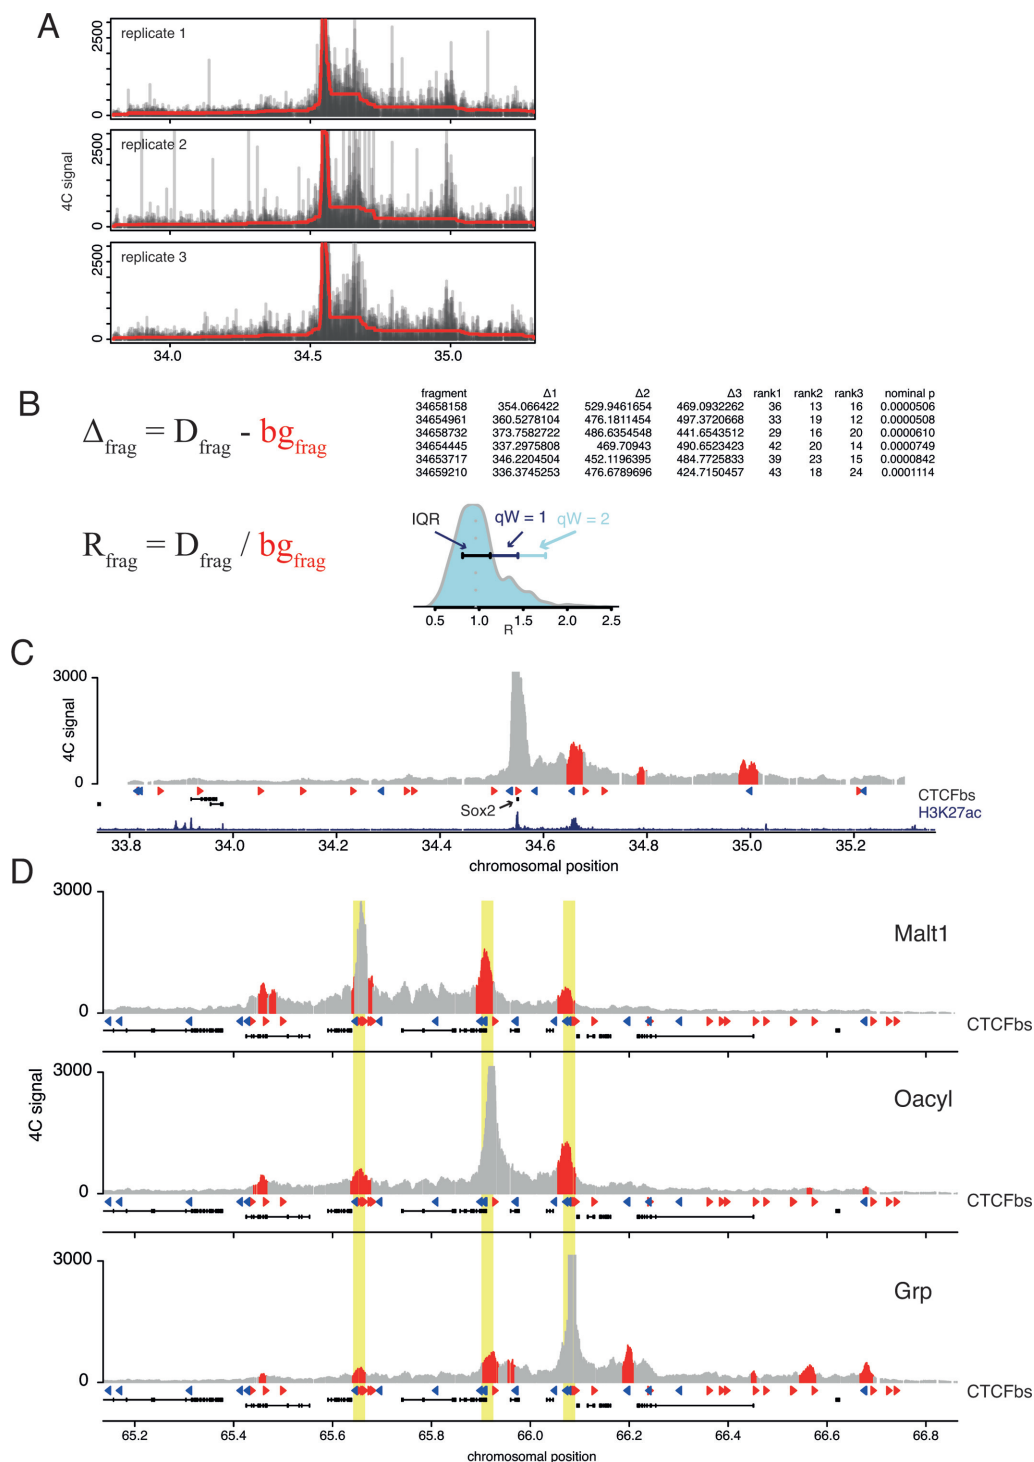 A
replicate 1
2500
0
replicate 2
2500
0
4C signal
replicate 3
2500
0
34.0 34.5 35.0
B
Δfrag = Dfrag - bgfrag
fragment Δ1 Δ2 Δ3 rank1 rank2 rank3 nominal p
34658158 354.066422 529.9461654 469.0932262 36 13 16 0.0000506
34654961 360.5278104 476.1811454 497.3720668 33 19 12 0.0000508
34658732 373.7582722 486.6354548 441.6543512 29 16 20 0.0000610
34654445 337.2975808 469.70943 490.6523423 42 20 14 0.0000749
34653717 346.2204504 452.1196395 484.7725833 39 23 15 0.0000842
34659210 336.3745253 476.6789696 424.7150457 43 18 24 0.0001114
Rfrag = Dfrag / bgfrag
IQR qW = 1 qW = 2
0.5 1.0 1.5 2.0 2.5
R
C
3000
4C signal
0
CTCFbs
Sox2
H3K27ac
33.8 34.0 34.2 34.4 34.6 34.8 35.0 35.2
chromosomal position
D
3000
Malt1
0
CTCFbs
3000
4C signal
Oacyl
0
CTCFbs
3000
Grp
0
CTCFbs
65.2 65.4 65.6 65.8 66.0 66.2 66.4 66.6 66.8
chromosomal position